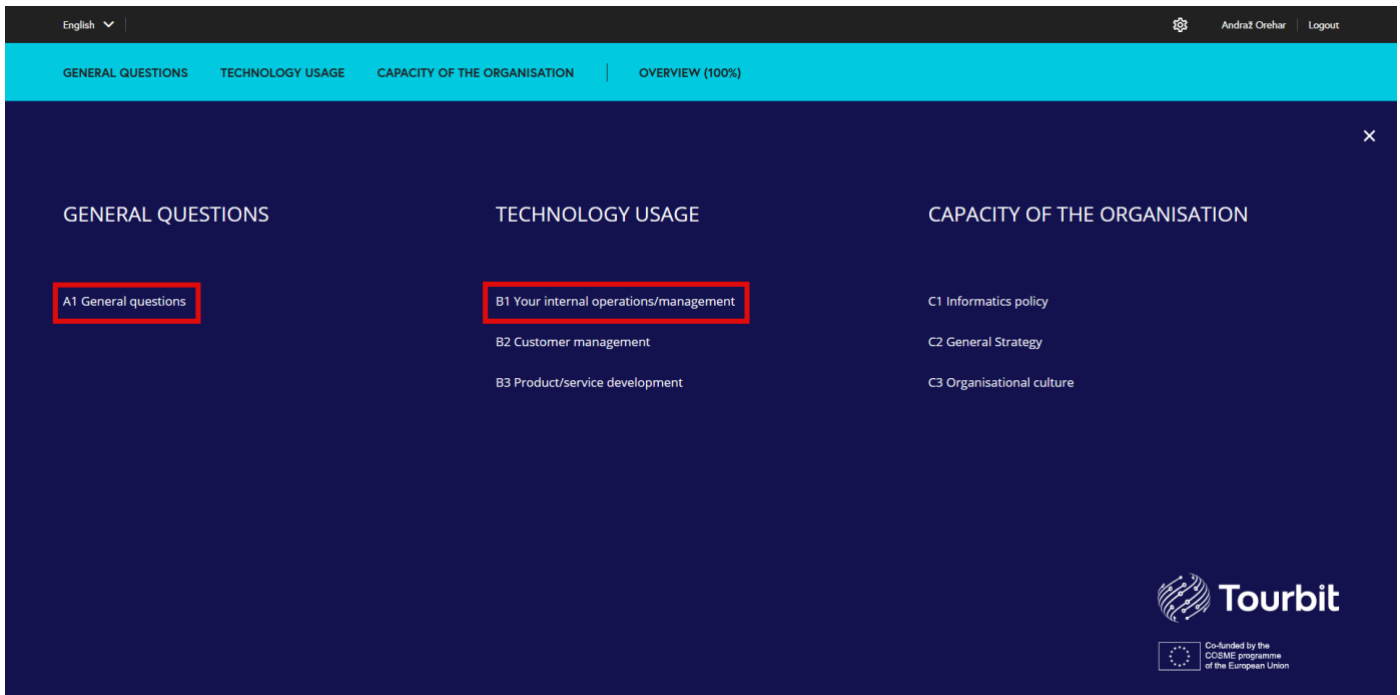 English
Andraž Orehar
Logout
GENERAL QUESTIONS
TECHNOLOGY USAGE
CAPACITY OF THE ORGANISATION
OVERVIEW (100%)
GENERAL QUESTIONS
A1 General questions
TECHNOLOGY USAGE
B1 Your internal operations/management
B2 Customer management
B3 Product/service development
CAPACITY OF THE ORGANISATION
C1 Informatics policy
C2 General Strategy
C3 Organisational culture
Tourbit
Co-funded by the
COSME programme
of the European Union